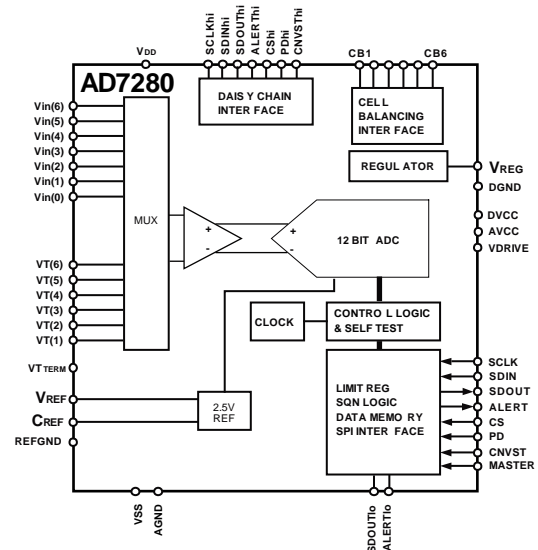 SCLKhi
SDINhi
SDOUThi
ALERThi
CShi
PDhi
CNVSThi
VDD
CB1
CB6
AD7280
DAIS Y CHAIN
INTER FACE
CELL
BALANCING
INTER FACE
Vin(6)
Vin(5)
Vin(4)
Vin(3)
Vin(2)
Vin(1)
Vin(0)
REGUL ATOR
VREG
DGND
MUX
DVCC
AVCC
VDRIVE
+
-
+
-
12 BIT ADC
VT(6)
VT(5)
VT(4)
VT(3)
VT(2)
VT(1)
CLOCK
CONTRO L LOGIC
& SELF TEST
VTTERM
VREF
CREF
REFGND
2.5V
REF
LIMIT REG
SQN LOGIC
DATA MEMO RY
SPI INTER FACE
SCLK
SDIN
SDOUT
ALERT
CS
PD
CNVST
MASTER
VSS
AGND
SDOUTlo
ALERTlo